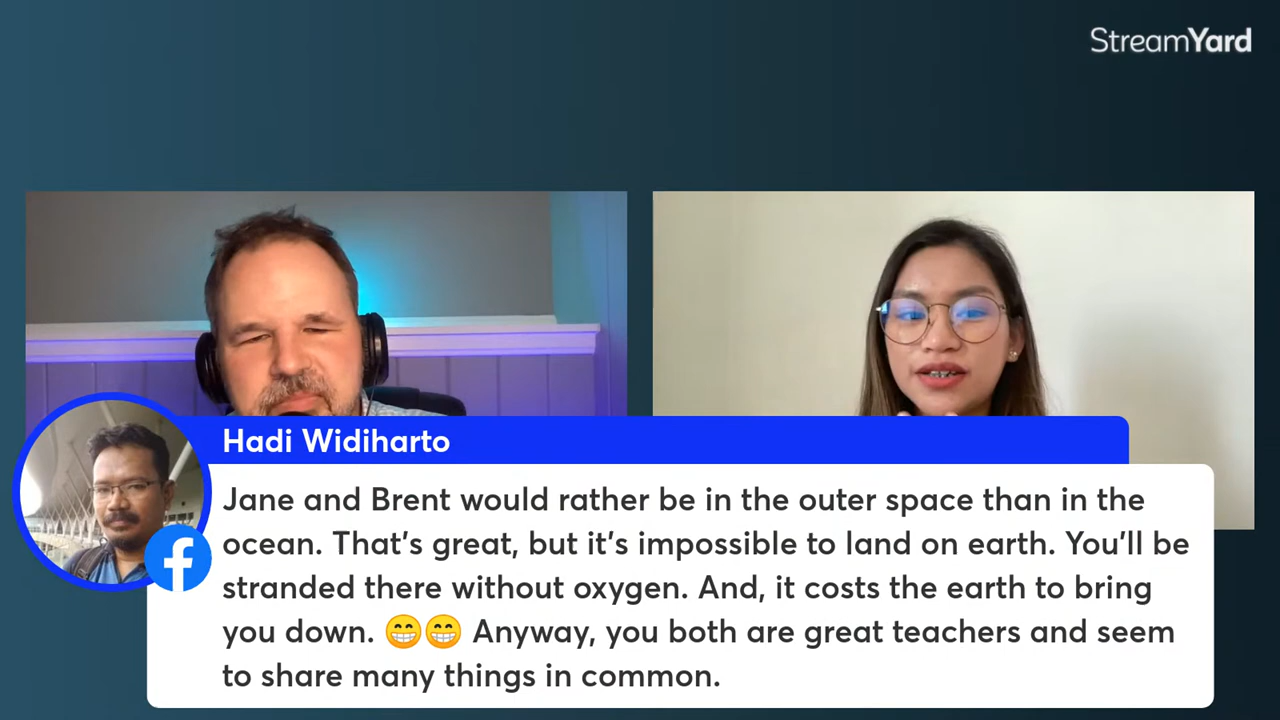 StreamYard
Hadi Widiharto
Jane and Brent would rather be in the outer space than in the
ocean. That's great, but it's impossible to land on earth. You'll be
stranded there without oxygen. And, it costs the earth to bring
you down. 😁😁 Anyway, you both are great teachers and seem
to share many things in common.